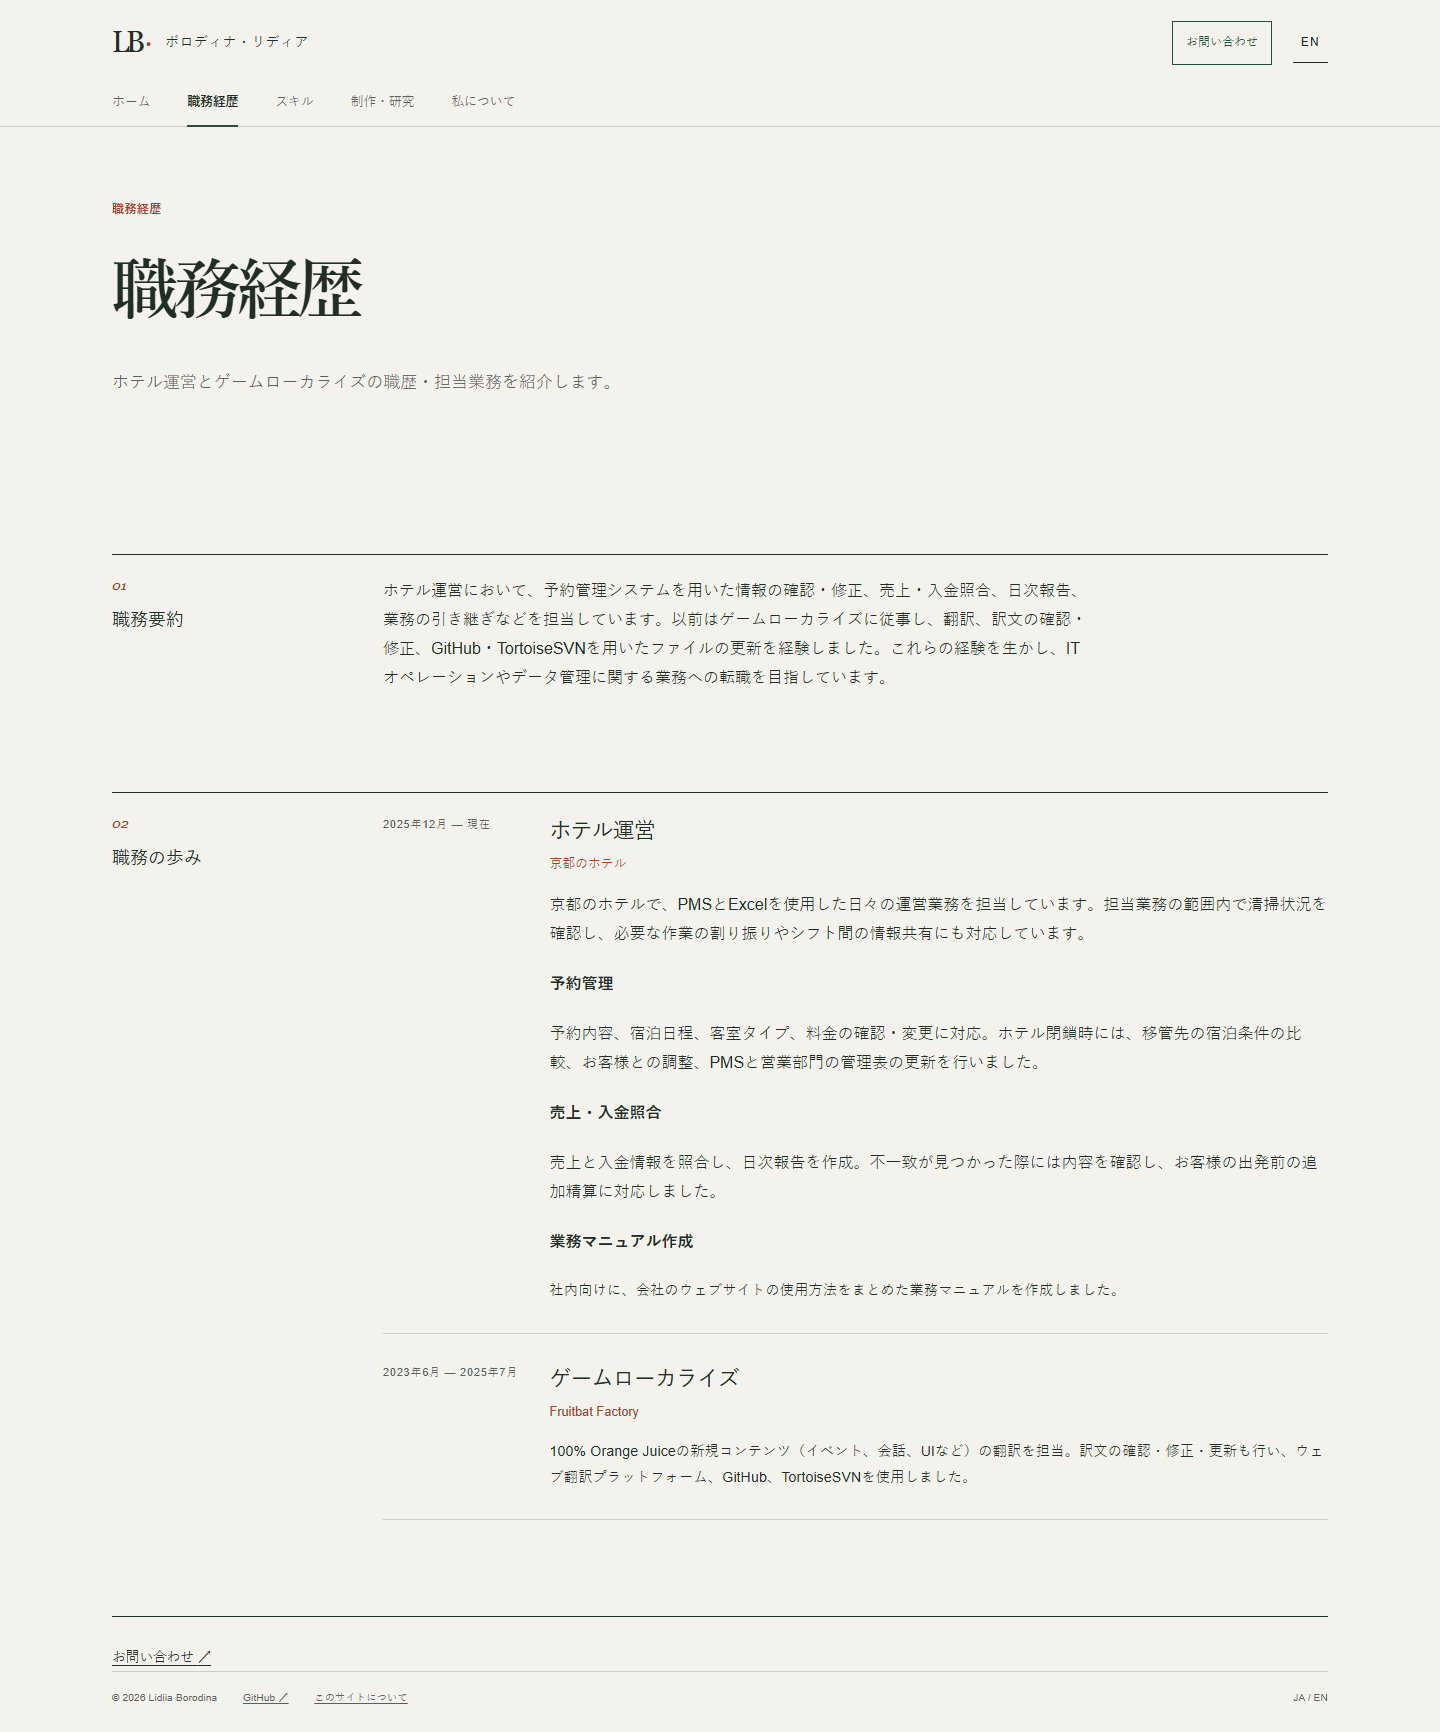 LB· ボロディナ・リディア
お問い合わせ
EN
ホーム 職務経歴 スキル 制作・研究 私について
職務経歴
職務経歴
ホテル運営とゲームローカライズの職歴・担当業務を紹介します。
01
職務要約
ホテル運営において、予約管理システムを用いた情報の確認・修正、売上・入金照合、日次報告、
業務の引き継ぎなどを担当しています。以前はゲームローカライズに従事し、翻訳、訳文の確認・
修正、GitHub・TortoiseSVNを用いたファイルの更新を経験しました。これらの経験を生かし、IT
オペレーションやデータ管理に関する業務への転職を目指しています。
02
職務の歩み
2025年12月 — 現在
ホテル運営
京都のホテル
京都のホテルで、PMSとExcelを使用した日々の運営業務を担当しています。担当業務の範囲内で清掃状況を
確認し、必要な作業の割り振りやシフト間の情報共有にも対応しています。
予約管理
予約内容、宿泊日程、客室タイプ、料金の確認・変更に対応。ホテル閉鎖時には、移管先の宿泊条件の比
較、お客様との調整、PMSと営業部門の管理表の更新を行いました。
売上・入金照合
売上と入金情報を照合し、日次報告を作成。不一致が見つかった際には内容を確認し、お客様の出発前の追
加精算に対応しました。
業務マニュアル作成
社内向けに、会社のウェブサイトの使用方法をまとめた業務マニュアルを作成しました。
2023年6月 — 2025年7月
ゲームローカライズ
Fruitbat Factory
100% Orange Juiceの新規コンテンツ（イベント、会話、UIなど）の翻訳を担当。訳文の確認・修正・更新も行い、ウェ
ブ翻訳プラットフォーム、GitHub、TortoiseSVNを使用しました。
お問い合わせ ↗
© 2026 Lidiia Borodina GitHub ↗ このサイトについて JA / EN